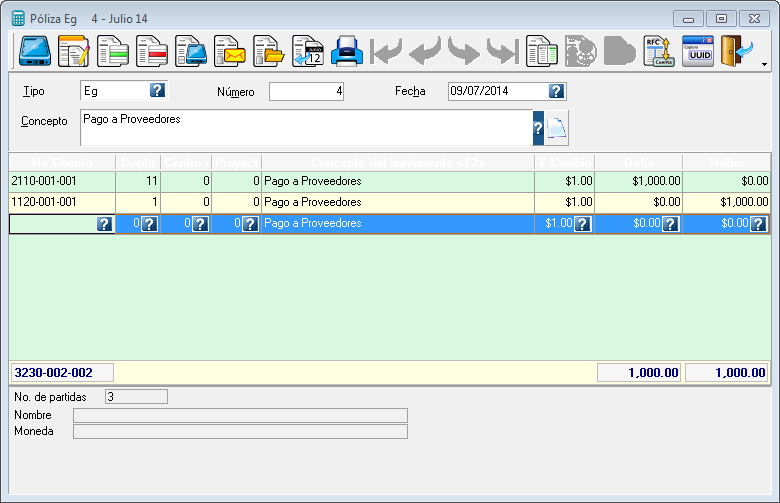 Póliza Eg    4 - Julio 14
junio 12
RFC Cuenta
Captura UUID
Tipo Eg ? Número 4 Fecha 09/07/2014 ?
Concepto Pago a Proveedores ?
No.Cuenta Depto Centro Proyect Concepto del movimiento <F2> T.Cambio Debe Haber
2110-001-001 11 0 0 Pago a Proveedores $1.00 $1,000.00 $0.00
1120-001-001 1 0 0 Pago a Proveedores $1.00 $0.00 $1,000.00
? 0 ? 0 ? 0 ? Pago a Proveedores $1.00 ? $0.00 ? $0.00 ?
3230-002-002 1,000.00 1,000.00
No. de partidas 3
Nombre
Moneda